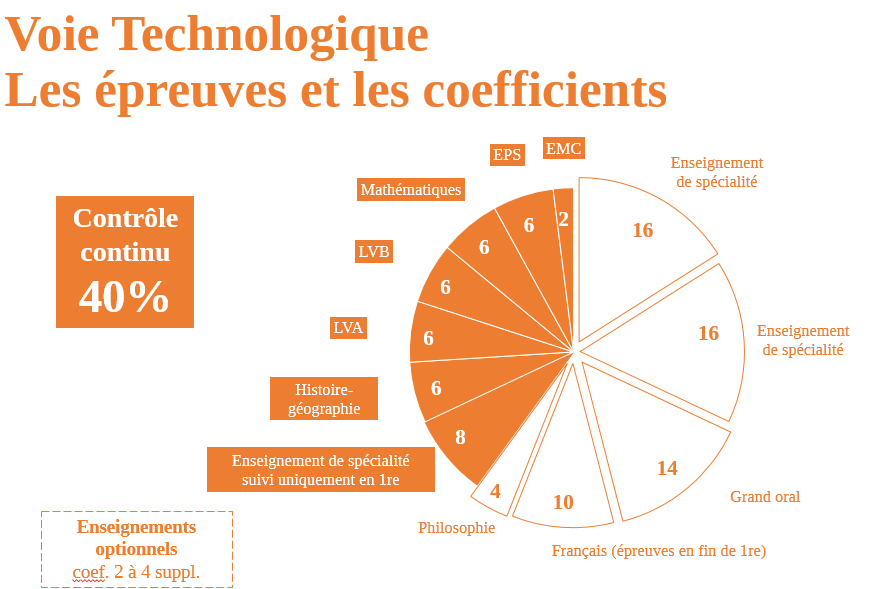 Voie Technologique
Les épreuves et les coefficients
EMC
EPS
Enseignement
de spécialité
Mathématiques
Contrôle
continu
40%
2
6
16
6
LVB
6
LVA
6
16
Enseignement
de spécialité
Histoire-
géographie
6
8
Enseignement de spécialité
suivi uniquement en 1re
14
4
10
Grand oral
Philosophie
Français (épreuves en fin de 1re)
Enseignements
optionnels
coef. 2 à 4 suppl.